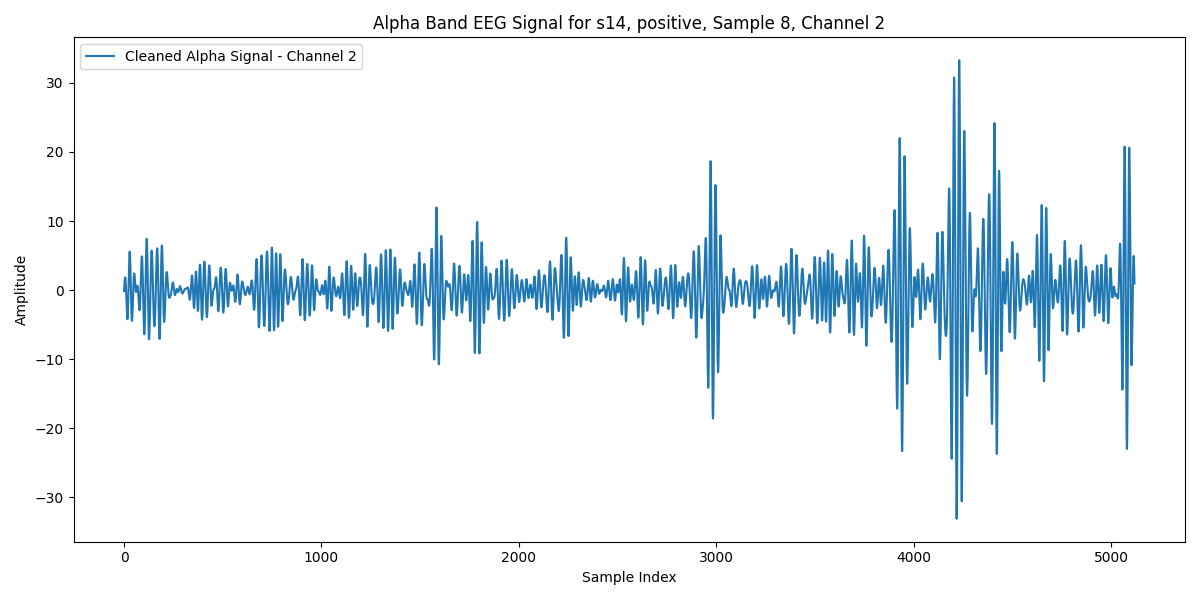 Alpha Band EEG Signal for s14, positive, Sample 8, Channel 2
Cleaned Alpha Signal - Channel 2
Amplitude
30
20
10
0
−10
−20
−30
0 1000 2000 3000 4000 5000
Sample Index